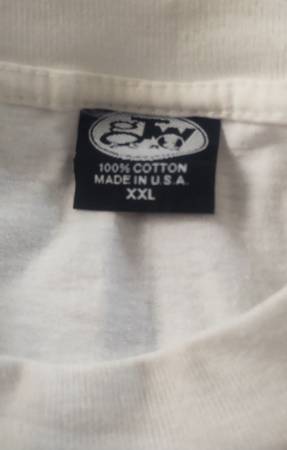 100% COTTON
MADE IN U.S.A.
XXL